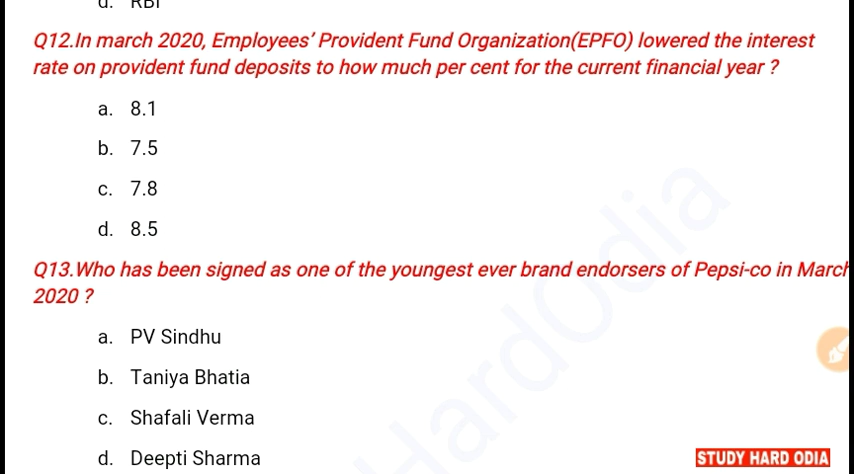 d. RBI
Q12.In march 2020, Employees’ Provident Fund Organization(EPFO) lowered the interest
rate on provident fund deposits to how much per cent for the current financial year ?
a. 8.1
b. 7.5
c. 7.8
d. 8.5
Q13.Who has been signed as one of the youngest ever brand endorsers of Pepsi-co in March
2020 ?
a. PV Sindhu
b. Taniya Bhatia
c. Shafali Verma
d. Deepti Sharma
HardOdia
STUDY HARD ODIA